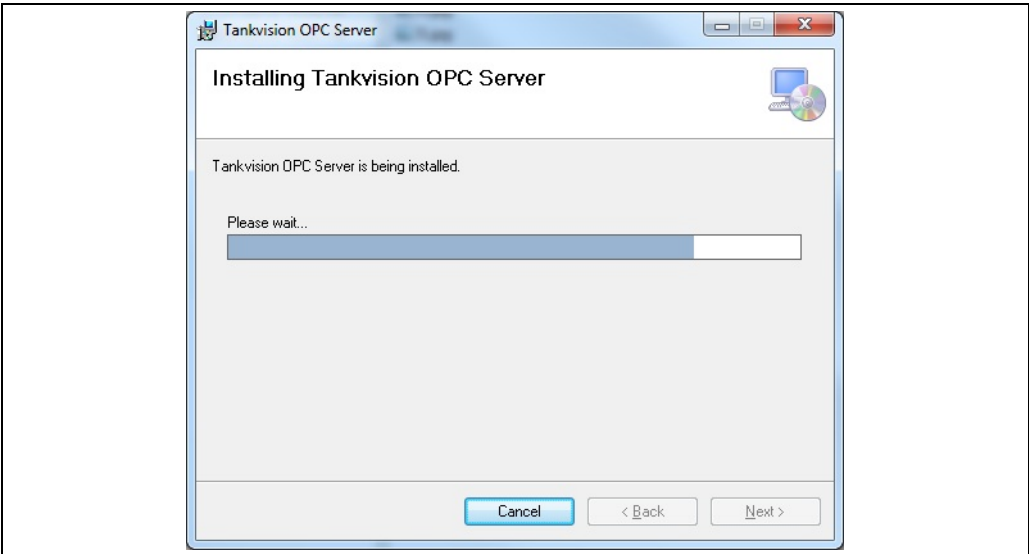 Tankvision OPC Server
Installing Tankvision OPC Server
Tankvision OPC Server is being installed.
Please wait...
Cancel
< Back
Next >